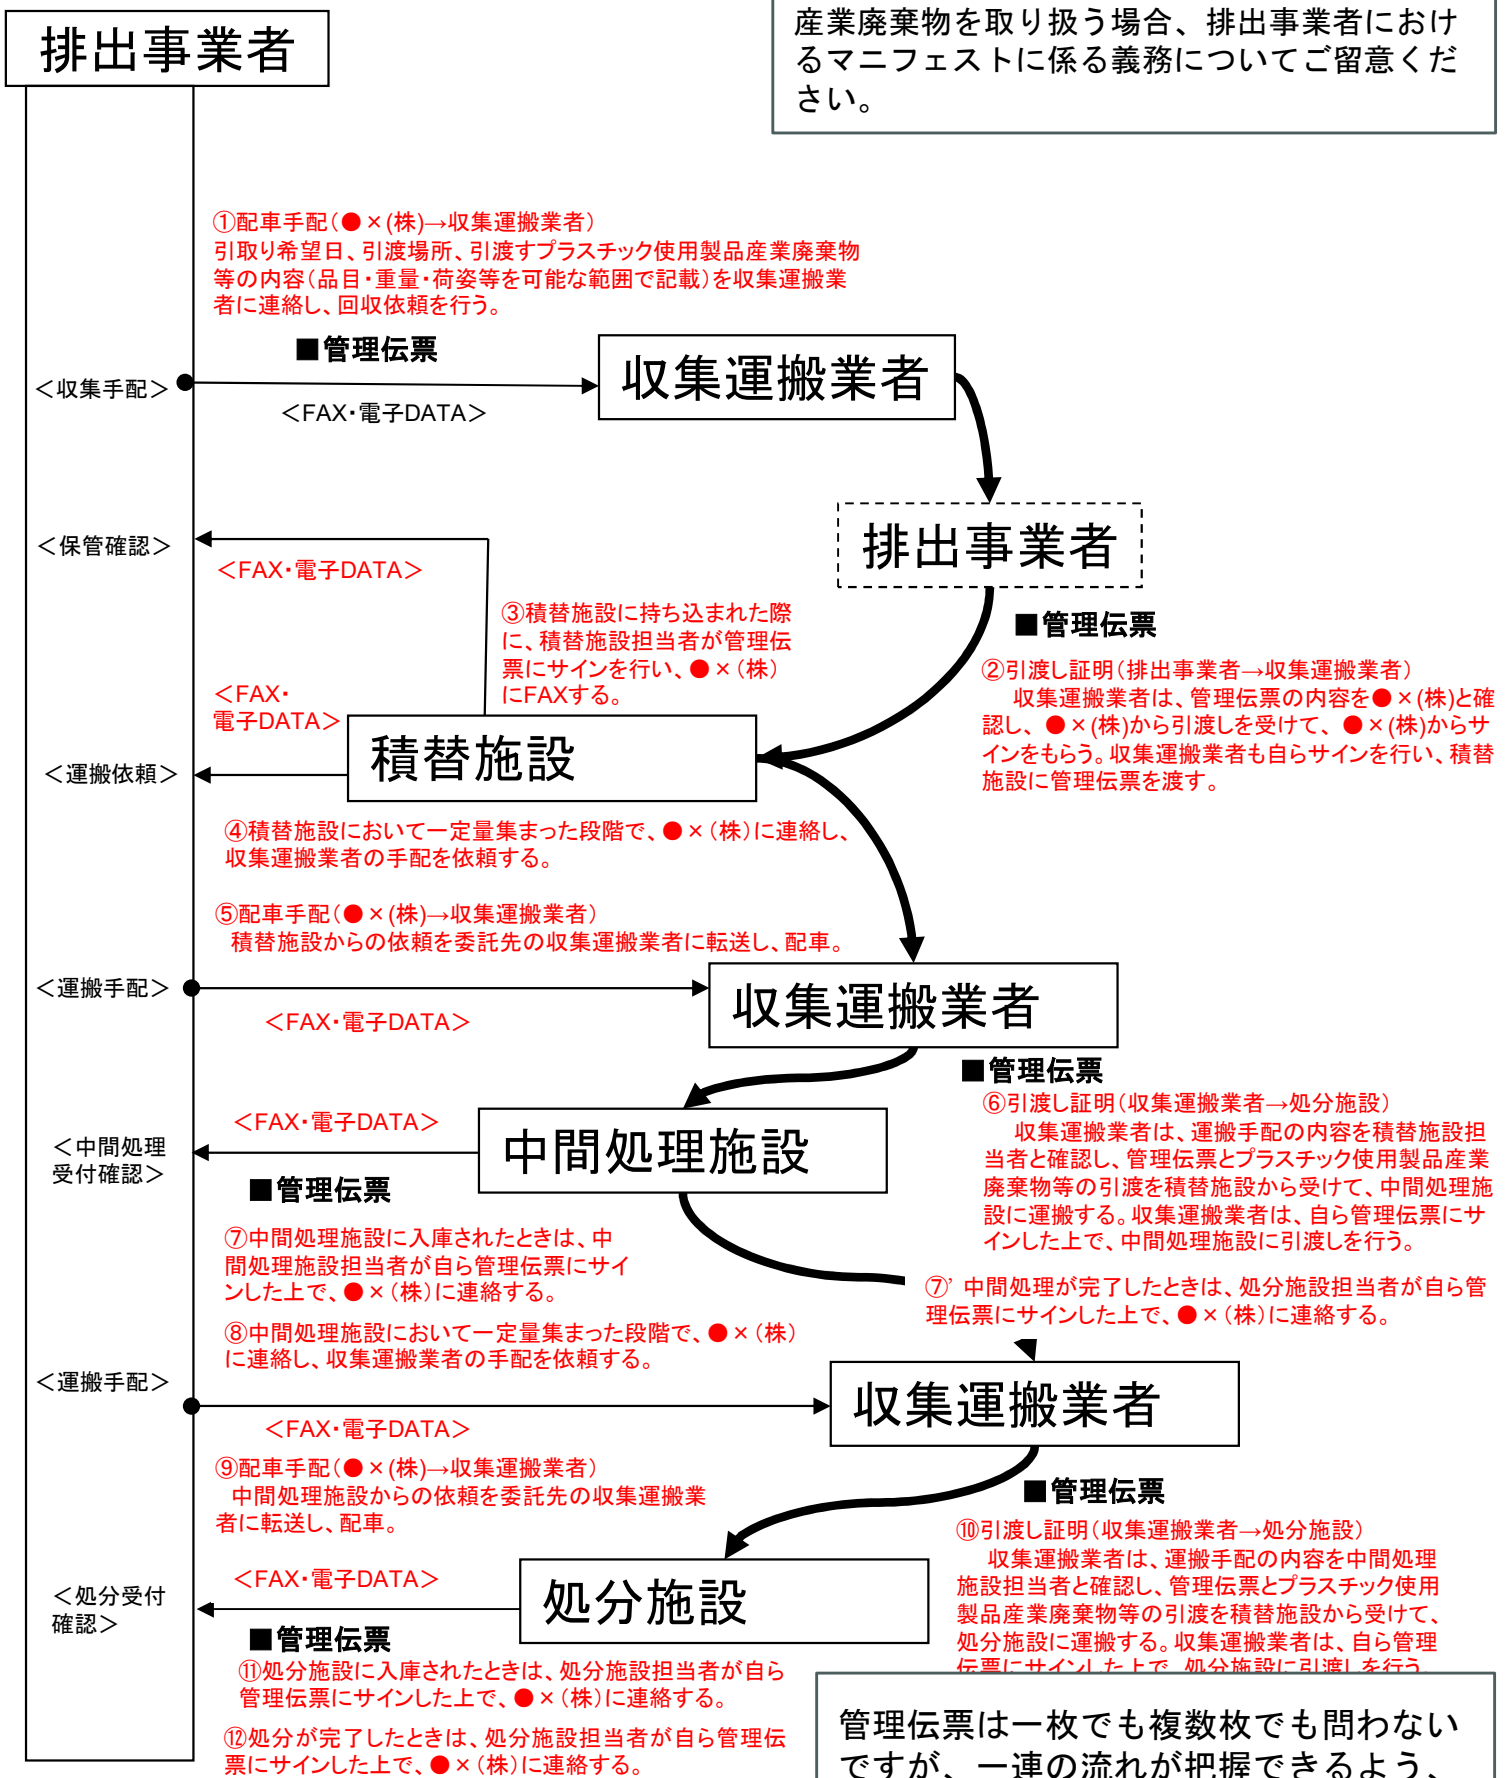 産業廃棄物を取り扱う場合、排出事業者におけ
るマニフェストに係る義務についてご留意くだ
さい。
排出事業者
①配車手配（●×(株)→収集運搬業者）
引取り希望日、引渡場所、引渡すプラスチック使用製品産業廃棄物
等の内容（品目・重量・荷姿等を可能な範囲で記載）を収集運搬業
者に連絡し、回収依頼を行う。
■管理伝票
収集運搬業者
＜収集手配＞
＜FAX・電子DATA＞
排出事業者
＜保管確認＞
＜FAX・電子DATA＞
③積替施設に持ち込まれた際
に、積替施設担当者が管理伝
票にサインを行い、●×（株）
にFAXする。
■管理伝票
②引渡し証明（排出事業者→収集運搬業者）
収集運搬業者は、管理伝票の内容を●×(株)と確
認し、●×(株)から引渡しを受けて、●×(株)からサ
インをもらう。収集運搬業者も自らサインを行い、積替
施設に管理伝票を渡す。
＜FAX・
電子DATA＞
積替施設
＜運搬依頼＞
④積替施設において一定量集まった段階で、●×（株）に連絡し、
収集運搬業者の手配を依頼する。
⑤配車手配（●×(株)→収集運搬業者）
積替施設からの依頼を委託先の収集運搬業者に転送し、配車。
＜運搬手配＞
収集運搬業者
＜FAX・電子DATA＞
■管理伝票
⑥引渡し証明（収集運搬業者→処分施設）
収集運搬業者は、運搬手配の内容を積替施設担
当者と確認し、管理伝票とプラスチック使用製品産業
廃棄物等の引渡を積替施設から受けて、中間処理施
設に運搬する。収集運搬業者は、自ら管理伝票にサ
インした上で、中間処理施設に引渡しを行う。
＜FAX・電子DATA＞
中間処理施設
＜中間処理
受付確認＞
■管理伝票
⑦中間処理施設に入庫されたときは、中
間処理施設担当者が自ら管理伝票にサイ
ンした上で、●×（株）に連絡する。
⑦’ 中間処理が完了したときは、処分施設担当者が自ら管
理伝票にサインした上で、●×（株）に連絡する。
⑧中間処理施設において一定量集まった段階で、●×（株）
に連絡し、収集運搬業者の手配を依頼する。
＜運搬手配＞
収集運搬業者
＜FAX・電子DATA＞
⑨配車手配（●×(株)→収集運搬業者）
中間処理施設からの依頼を委託先の収集運搬業
者に転送し、配車。
■管理伝票
⑩引渡し証明（収集運搬業者→処分施設）
収集運搬業者は、運搬手配の内容を中間処理
施設担当者と確認し、管理伝票とプラスチック使用
製品産業廃棄物等の引渡を積替施設から受けて、
処分施設に運搬する。収集運搬業者は、自ら管理
伝票にサインした上で、処分施設に引渡しを行う
＜FAX・電子DATA＞
処分施設
＜処分受付
確認＞
■管理伝票
⑪処分施設に入庫されたときは、処分施設担当者が自ら
管理伝票にサインした上で、●×（株）に連絡する。
⑫処分が完了したときは、処分施設担当者が自ら管理伝
票にサインした上で、●×（株）に連絡する。
管理伝票は一枚でも複数枚でも問わない
ですが、一連の流れが把握できるよう、